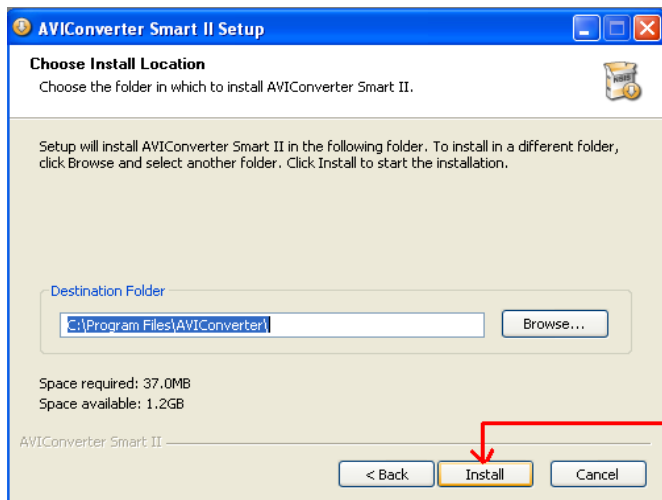 AVIConverter Smart II Setup
Choose Install Location
Choose the folder in which to install AVIConverter Smart II.
NSIS
Setup will install AVIConverter Smart II in the following folder. To install in a different folder,
click Browse and select another folder. Click Install to start the installation.
Destination Folder
C:\Program Files\AVIConverter\
Browse...
Space required: 37.0MB
Space available: 1.2GB
AVIConverter Smart II
< Back
Install
Cancel